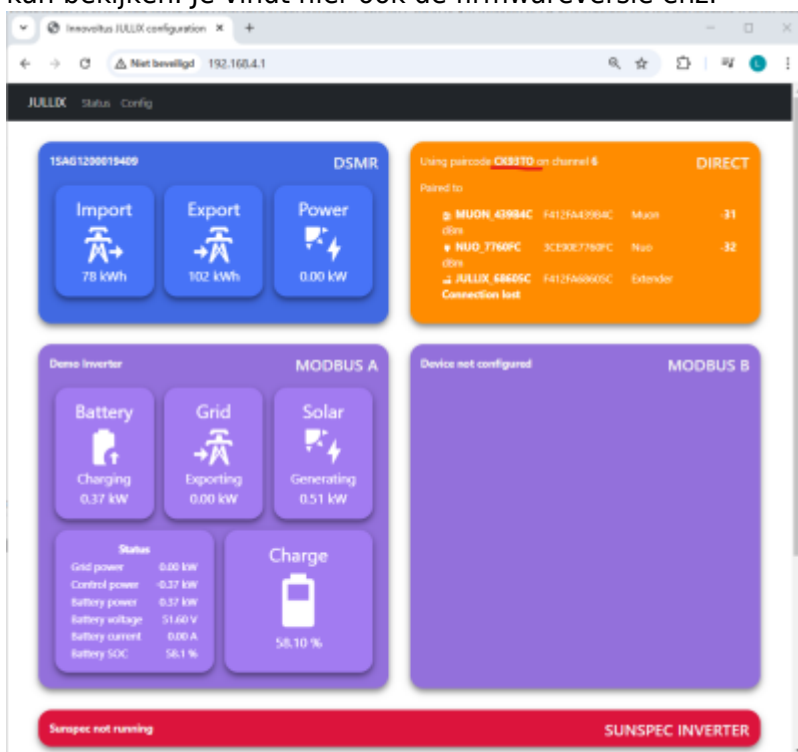 kan bekijken. Je vindt hier ook de firmwareversie enz.
Innovoltus JULLIX configuration
Niet beveiligd 192.168.4.1
L
JULLIX Status Config
1SAG1200019409 DSMR
Import Export Power
78 kWh 102 kWh 0.00 kW
Using paircode CX93TO on channel 6 DIRECT
Paired to
MUON_439B4C F412FA439B4C Muon -31
dBm
NUO_7760FC 3CE90E7760FC Nuo -32
dBm
JULLIX_68605C F412FA68605C Extender
Connection lost
Demo Inverter MODBUS A
Battery Grid Solar
Charging Exporting Generating
0.37 kW 0.00 kW 0.51 kW
Status
Grid power 0.00 kW
Control power -0.37 kW
Battery power 0.37 kW
Battery voltage 51.60 V
Battery current 0.00 A
Battery SOC 58.1 %
Charge
58.10 %
Device not configured MODBUS B
Sunspec not running SUNSPEC INVERTER